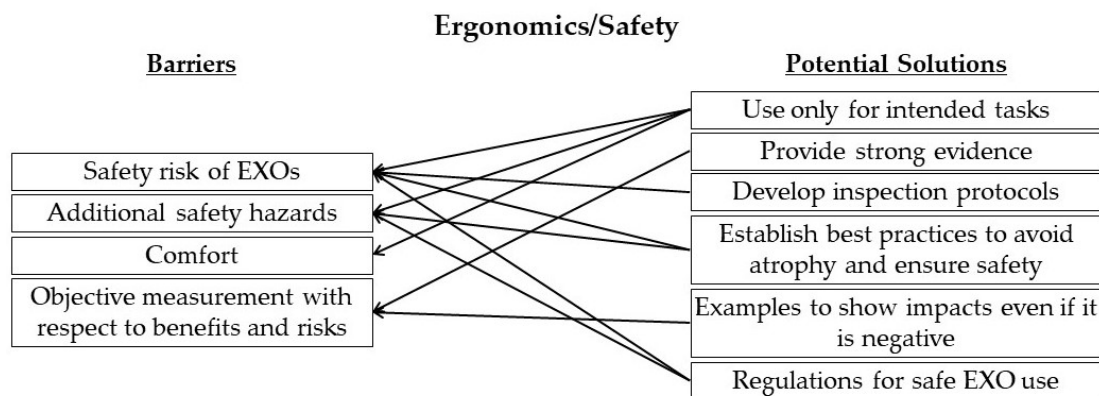 Ergonomics/Safety
Barriers
Safety risk of EXOs
Additional safety hazards
Comfort
Objective measurement with
respect to benefits and risks
Potential Solutions
Use only for intended tasks
Provide strong evidence
Develop inspection protocols
Establish best practices to avoid
atrophy and ensure safety
Examples to show impacts even if it
is negative
Regulations for safe EXO use